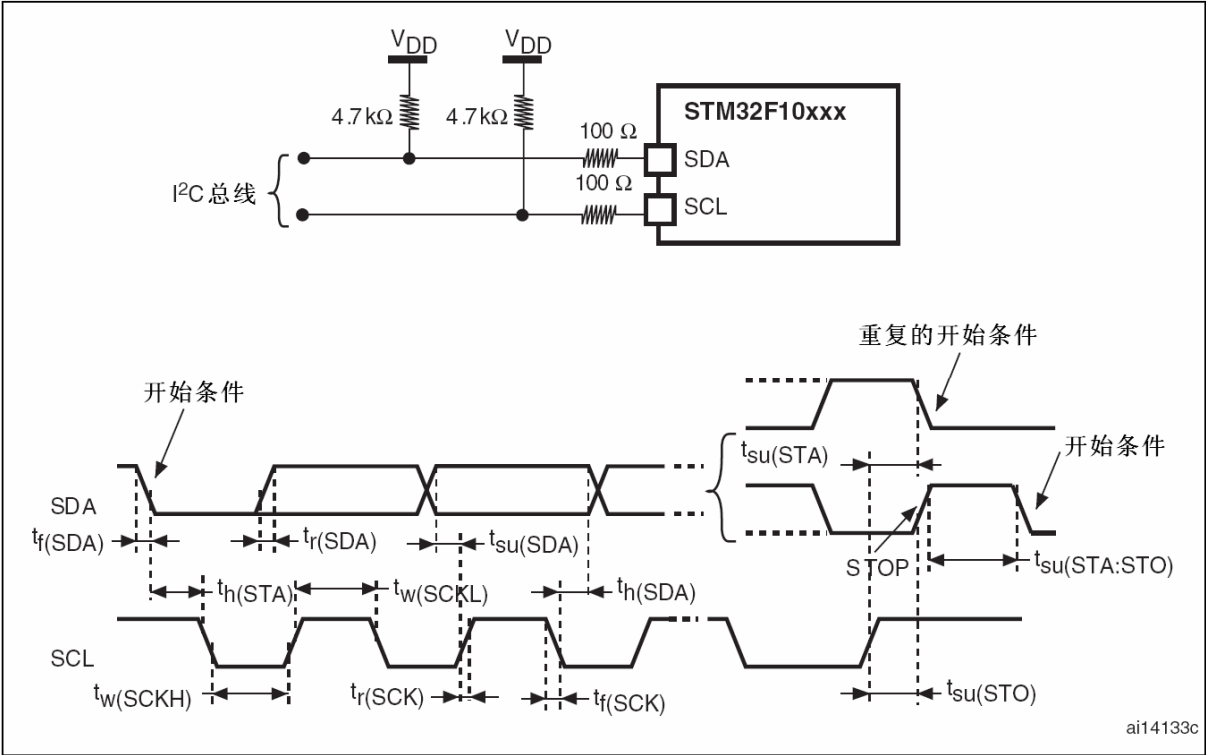 VDD VDD
4.7kΩ 4.7kΩ
STM32F10xxx
100 Ω
SDA
I²C总线
100 Ω
SCL
重复的开始条件
开始条件
开始条件
tsu(STA)
SDA
tf(SDA) tr(SDA) tsu(SDA)
STOP tsu(STA:STO)
th(STA) tw(SCKL) th(SDA)
SCL
tw(SCKH) tr(SCK) tf(SCK) tsu(STO)
ai14133c